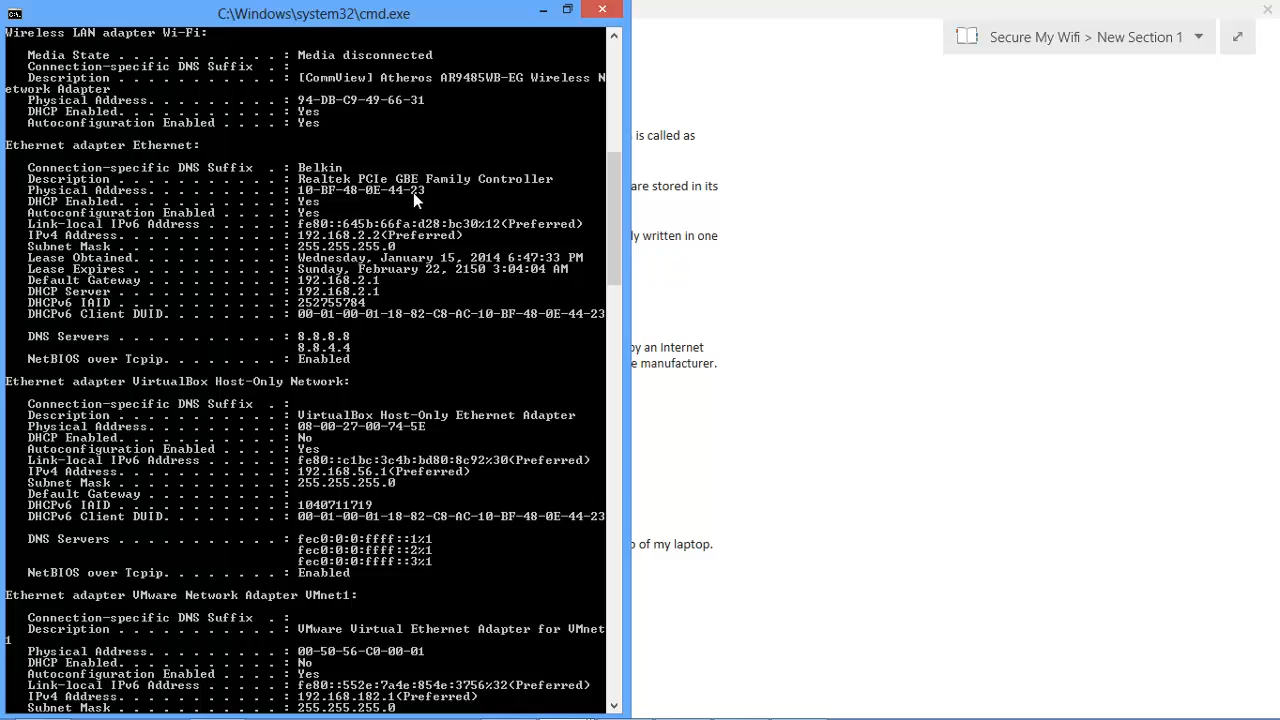 C:\Windows\system32\cmd.exe
Wireless LAN adapter Wi-Fi:
Media State . . . . . . . . . . . : Media disconnected
Connection-specific DNS Suffix  . :
Description . . . . . . . . . . . : [CommView] Atheros AR9485WB-EG Wireless N
etwork Adapter
Physical Address. . . . . . . . . : 94-DB-C9-49-66-31
DHCP Enabled. . . . . . . . . . . : Yes
Autoconfiguration Enabled . . . . : Yes
Ethernet adapter Ethernet:
Connection-specific DNS Suffix  . : Belkin
Description . . . . . . . . . . . : Realtek PCIe GBE Family Controller
Physical Address. . . . . . . . . : 10-BF-48-0E-44-23
DHCP Enabled. . . . . . . . . . . : Yes
Autoconfiguration Enabled . . . . : Yes
Link-local IPv6 Address . . . . . : fe80::645b:66fa:d28:bc30%12(Preferred)
IPv4 Address. . . . . . . . . . . : 192.168.2.2(Preferred)
Subnet Mask . . . . . . . . . . . : 255.255.255.0
Lease Obtained. . . . . . . . . . : Wednesday, January 15, 2014 6:47:33 PM
Lease Expires . . . . . . . . . . : Sunday, February 22, 2150 3:04:04 AM
Default Gateway . . . . . . . . . : 192.168.2.1
DHCP Server . . . . . . . . . . . : 192.168.2.1
DHCPv6 IAID . . . . . . . . . . . : 252755784
DHCPv6 Client DUID. . . . . . . . : 00-01-00-01-18-82-C8-AC-10-BF-48-0E-44-23
DNS Servers . . . . . . . . . . . : 8.8.8.8
8.8.4.4
NetBIOS over Tcpip. . . . . . . . : Enabled
Ethernet adapter VirtualBox Host-Only Network:
Connection-specific DNS Suffix  . :
Description . . . . . . . . . . . : VirtualBox Host-Only Ethernet Adapter
Physical Address. . . . . . . . . : 08-00-27-00-74-5E
DHCP Enabled. . . . . . . . . . . : No
Autoconfiguration Enabled . . . . : Yes
Link-local IPv6 Address . . . . . : fe80::c1bc:3c4b:bd80:8c92%30(Preferred)
IPv4 Address. . . . . . . . . . . : 192.168.56.1(Preferred)
Subnet Mask . . . . . . . . . . . : 255.255.255.0
Default Gateway . . . . . . . . . :
DHCPv6 IAID . . . . . . . . . . . : 1040711719
DHCPv6 Client DUID. . . . . . . . : 00-01-00-01-18-82-C8-AC-10-BF-48-0E-44-23
DNS Servers . . . . . . . . . . . : fec0:0:0:ffff::1%1
fec0:0:0:ffff::2%1
fec0:0:0:ffff::3%1
NetBIOS over Tcpip. . . . . . . . : Enabled
Ethernet adapter VMware Network Adapter VMnet1:
Connection-specific DNS Suffix  . :
Description . . . . . . . . . . . : VMware Virtual Ethernet Adapter for VMnet
1
Physical Address. . . . . . . . . : 00-50-56-C0-00-01
DHCP Enabled. . . . . . . . . . . : No
Autoconfiguration Enabled . . . . : Yes
Link-local IPv6 Address . . . . . : fe80::552e:7a4e:854e:3756%32(Preferred)
IPv4 Address. . . . . . . . . . . : 192.168.182.1(Preferred)
Subnet Mask . . . . . . . . . . . : 255.255.255.0
Secure My Wifi > New Section 1
is called as
are stored in its
ly written in one
by an Internet
e manufacturer.
p of my laptop.